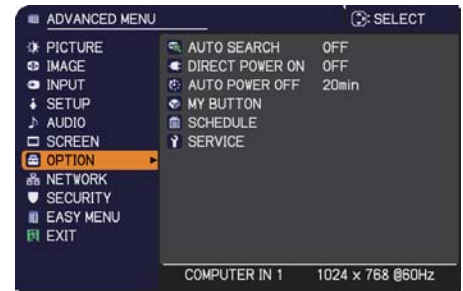 ADVANCED MENU : SELECT
PICTURE
IMAGE
INPUT
SETUP
AUDIO
SCREEN
OPTION
NETWORK
SECURITY
EASY MENU
EXIT
AUTO SEARCH OFF
DIRECT POWER ON OFF
AUTO POWER OFF 20min
MY BUTTON
SCHEDULE
SERVICE
COMPUTER IN 1 1024 x 768 @60Hz